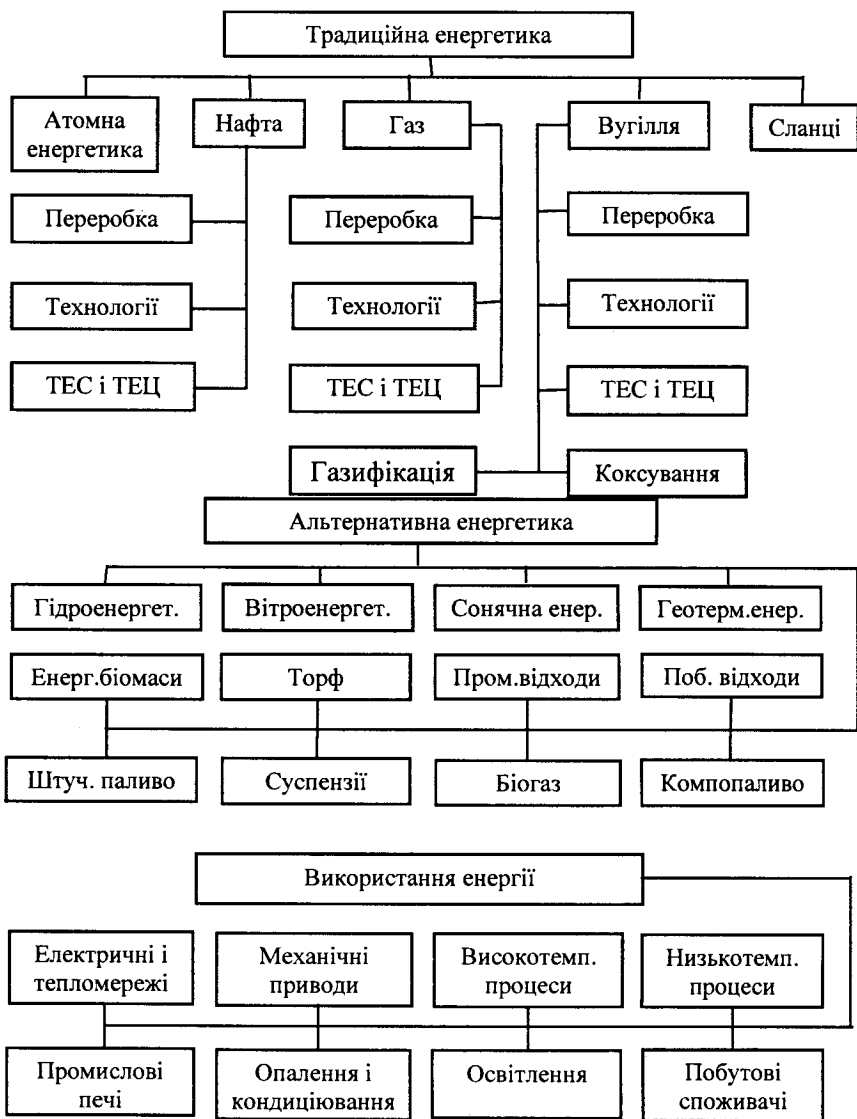 Традиційна енергетика
Атомна
енергетика
Нафта
Газ
Вугілля
Сланці
Переробка
Переробка
Переробка
Технології
Технології
Технології
ТЕС і ТЕЦ
ТЕС і ТЕЦ
ТЕС і ТЕЦ
Газифікація
Коксування
Альтернативна енергетика
Гідроенергет.
Вітроенергет.
Сонячна енер.
Геотерм.енер.
Енерг.біомаси
Торф
Пром.відходи
Поб. відходи
Штуч. паливо
Суспензії
Біогаз
Компопаливо
Використання енергії
Електричні і
тепломережі
Механічні
приводи
Високотемп.
процеси
Низькотемп.
процеси
Промислові
печі
Опалення і
кондиціювання
Освітлення
Побутові
споживачі